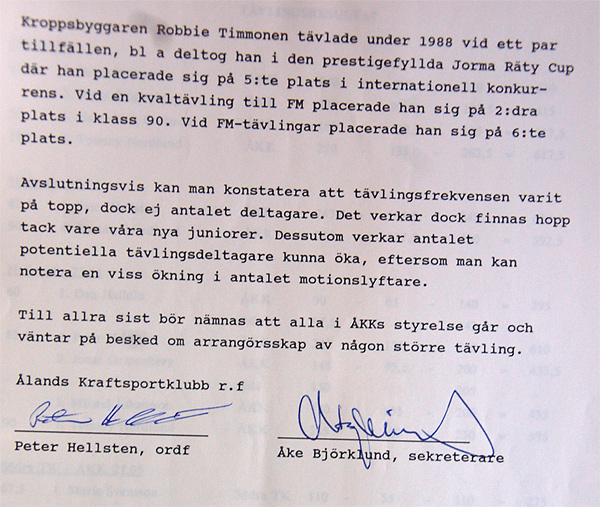 Kroppsbyggaren Robbie Timmonen tävlade under 1988 vid ett par
tillfällen, bl a deltog han i den prestigefyllda Jorma Räty Cup
där han placerade sig på 5:te plats i internationell konkur-
rens. Vid en kvaltävling till FM placerade han sig på 2:dra
plats i klass 90. Vid FM-tävlingar placerade han sig på 6:te
plats.
Avslutningsvis kan man konstatera att tävlingsfrekvensen varit
på topp, dock ej antalet deltagare. Det verkar dock finnas hopp
tack vare våra nya juniorer. Dessutom verkar antalet
potentiella tävlingsdeltagare kunna öka, eftersom man kan
notera en viss ökning i antalet motionslyftare.
Till allra sist bör nämnas att alla i ÅKKs styrelse går och
väntar på besked om arrangörsskap av någon större tävling.
Ålands Kraftsportklubb r.f
Peter Hellsten, ordf
Åke Björklund, sekreterare